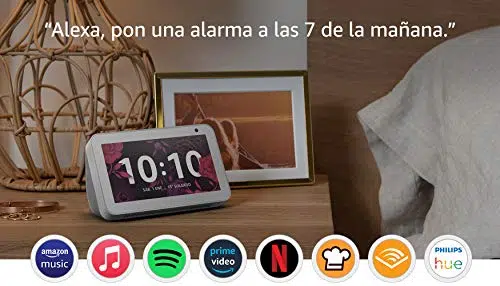 “Alexa, pon una alarma a las 7 de la mañana.”
10:10
amazon
music
prime
video
N
PHILIPS
hue